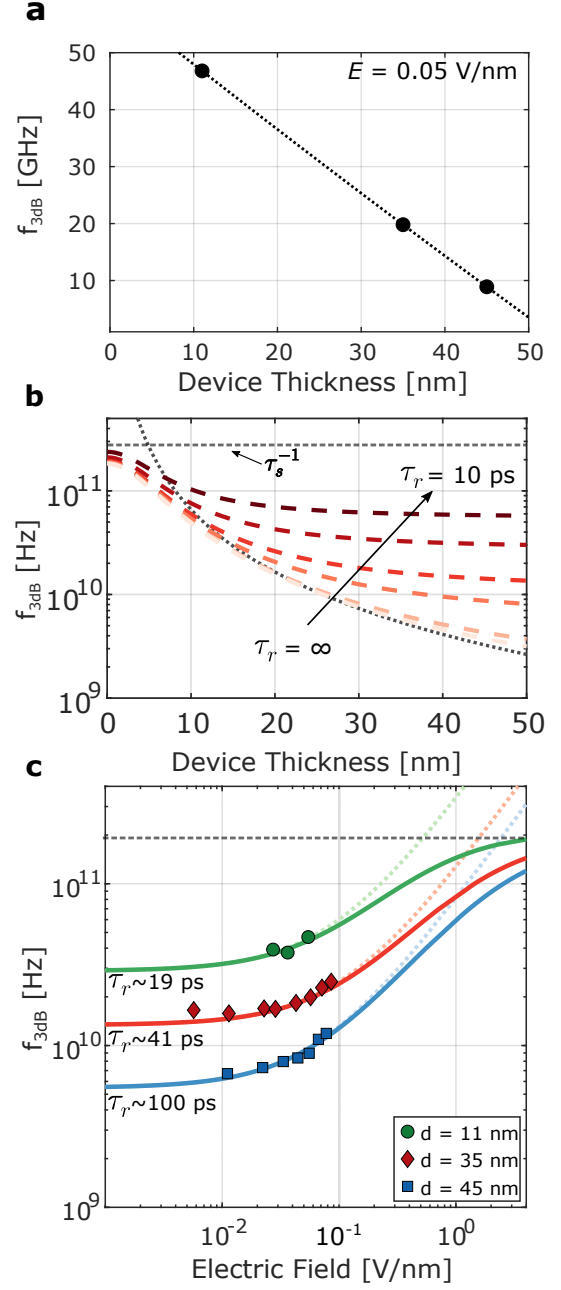 a
50
40
30
20
10
f3dB [GHz]
E = 0.05 V/nm
0 10 20 30 40 50
Device Thickness [nm]
b
10^11
10^10
10^9
f3dB [Hz]
τs^-1
τr = 10 ps
τr = ∞
0 10 20 30 40 50
Device Thickness [nm]
c
10^11
10^10
10^9
f3dB [Hz]
τr~19 ps
τr~41 ps
τr~100 ps
d = 11 nm
d = 35 nm
d = 45 nm
10^-2 10^-1 10^0
Electric Field [V/nm]